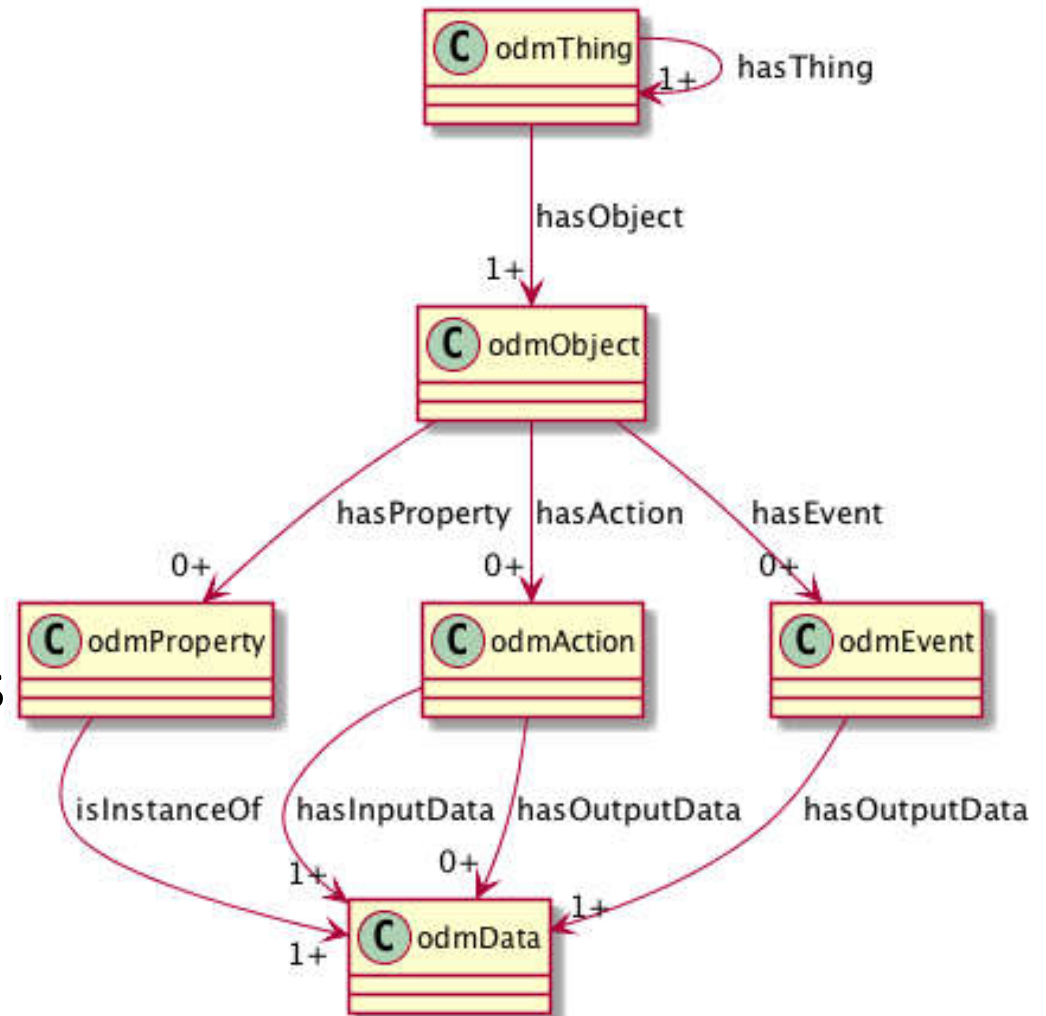 C odmThing
1+ hasThing
hasObject
1+
C odmObject
hasProperty hasAction hasEvent
0+ 0+ 0+
C odmProperty C odmAction C odmEvent
s
isInstanceOf hasInputData hasOutputData hasOutputData
1+ 0+ 1+
C odmData
1+